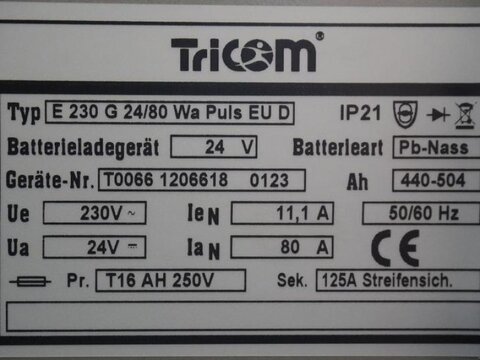 TriCOM®
Typ E 230 G 24/80 Wa Puls EU D IP21
Batterieladegerät 24 V Batterieart Pb-Nass
Geräte-Nr. T0066 1206618 0123 Ah 440-504
Ue 230V ~ Ie N 11,1 A 50/60 Hz
Ua 24V ⎓ Ia N 80 A CE
Pr. T16 AH 250V Sek. 125A Streifensich.